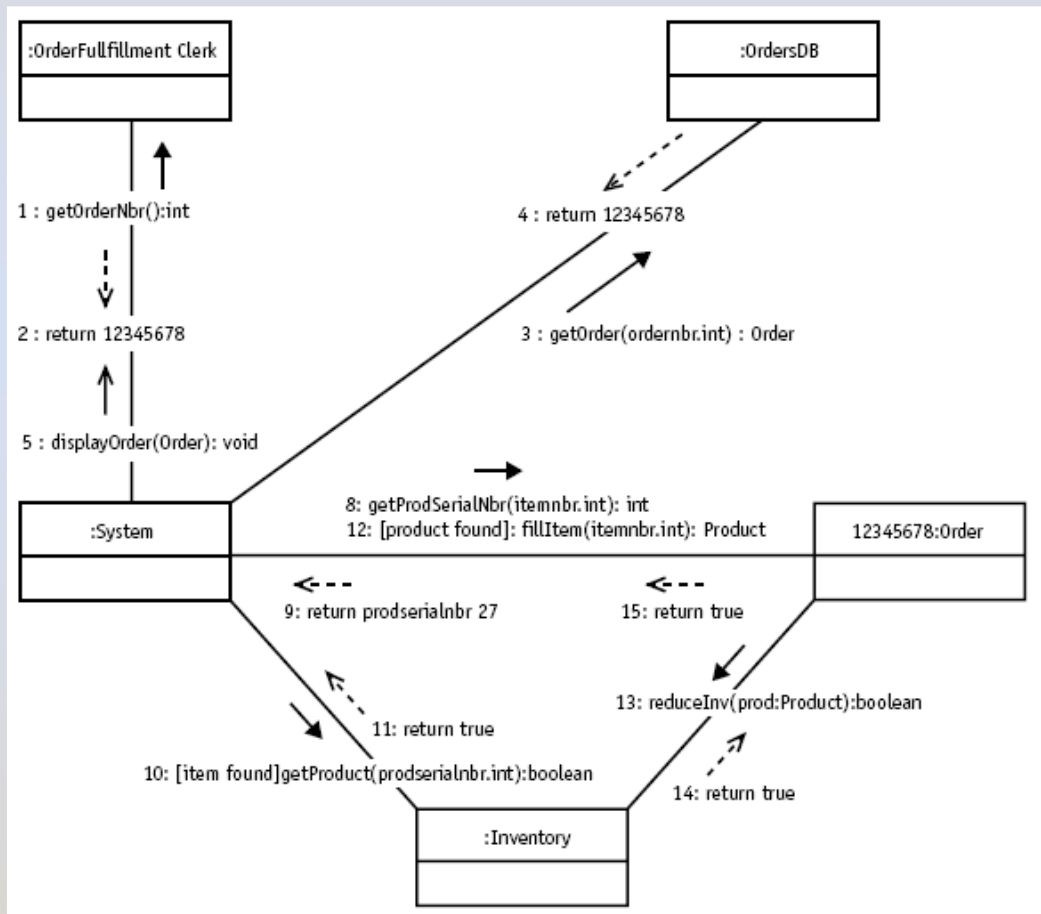 :OrderFullfillment Clerk
:OrdersDB
1 : getOrderNbr():int
4 : return 12345678
2 : return 12345678
3 : getOrder(ordernbr.int) : Order
5 : displayOrder(Order): void
8: getProdSerialNbr(itemnbr.int): int
12: [product found]: fillItem(itemnbr.int): Product
:System
12345678:Order
9: return prodserialnbr 27
15: return true
13: reduceInv(prod:Product):boolean
11: return true
10: [item found]getProduct(prodserialnbr.int):boolean
14: return true
:Inventory